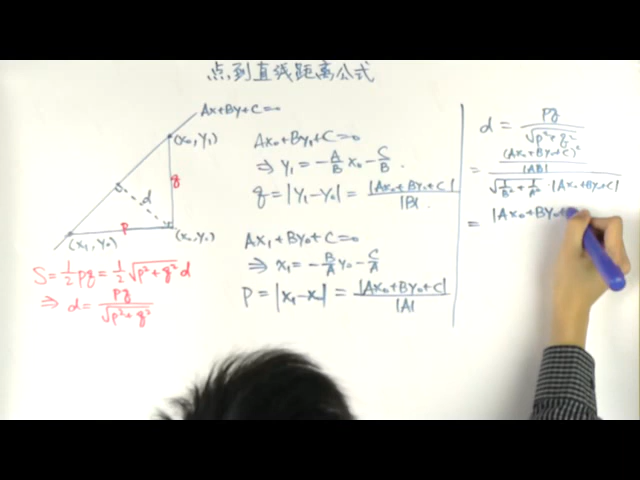 点到直线距离公式
Ax+By+C=0
(x₀,y₁)
q
d
p
(x₁,y₀)
(x₀,y₀)
S=½pq=½√(p²+q²) d
⇒ d=pq/√(p²+q²)
Ax₀+By₁+C=0
⇒ y₁=-A/B x₀-C/B.
q=|y₁-y₀|=|Ax₀+By₀+C|/|B|.
Ax₁+By₀+C=0
⇒ x₁=-B/A y₀-C/A
p=|x₁-x₀|=|Ax₀+By₀+C|/|A|
d=pq/√(p²+q²)
=((Ax₀+By₀+C)²/|AB|)/(√(1/B²+1/A²)·|Ax₀+By₀+C|)
=|Ax₀+By₀